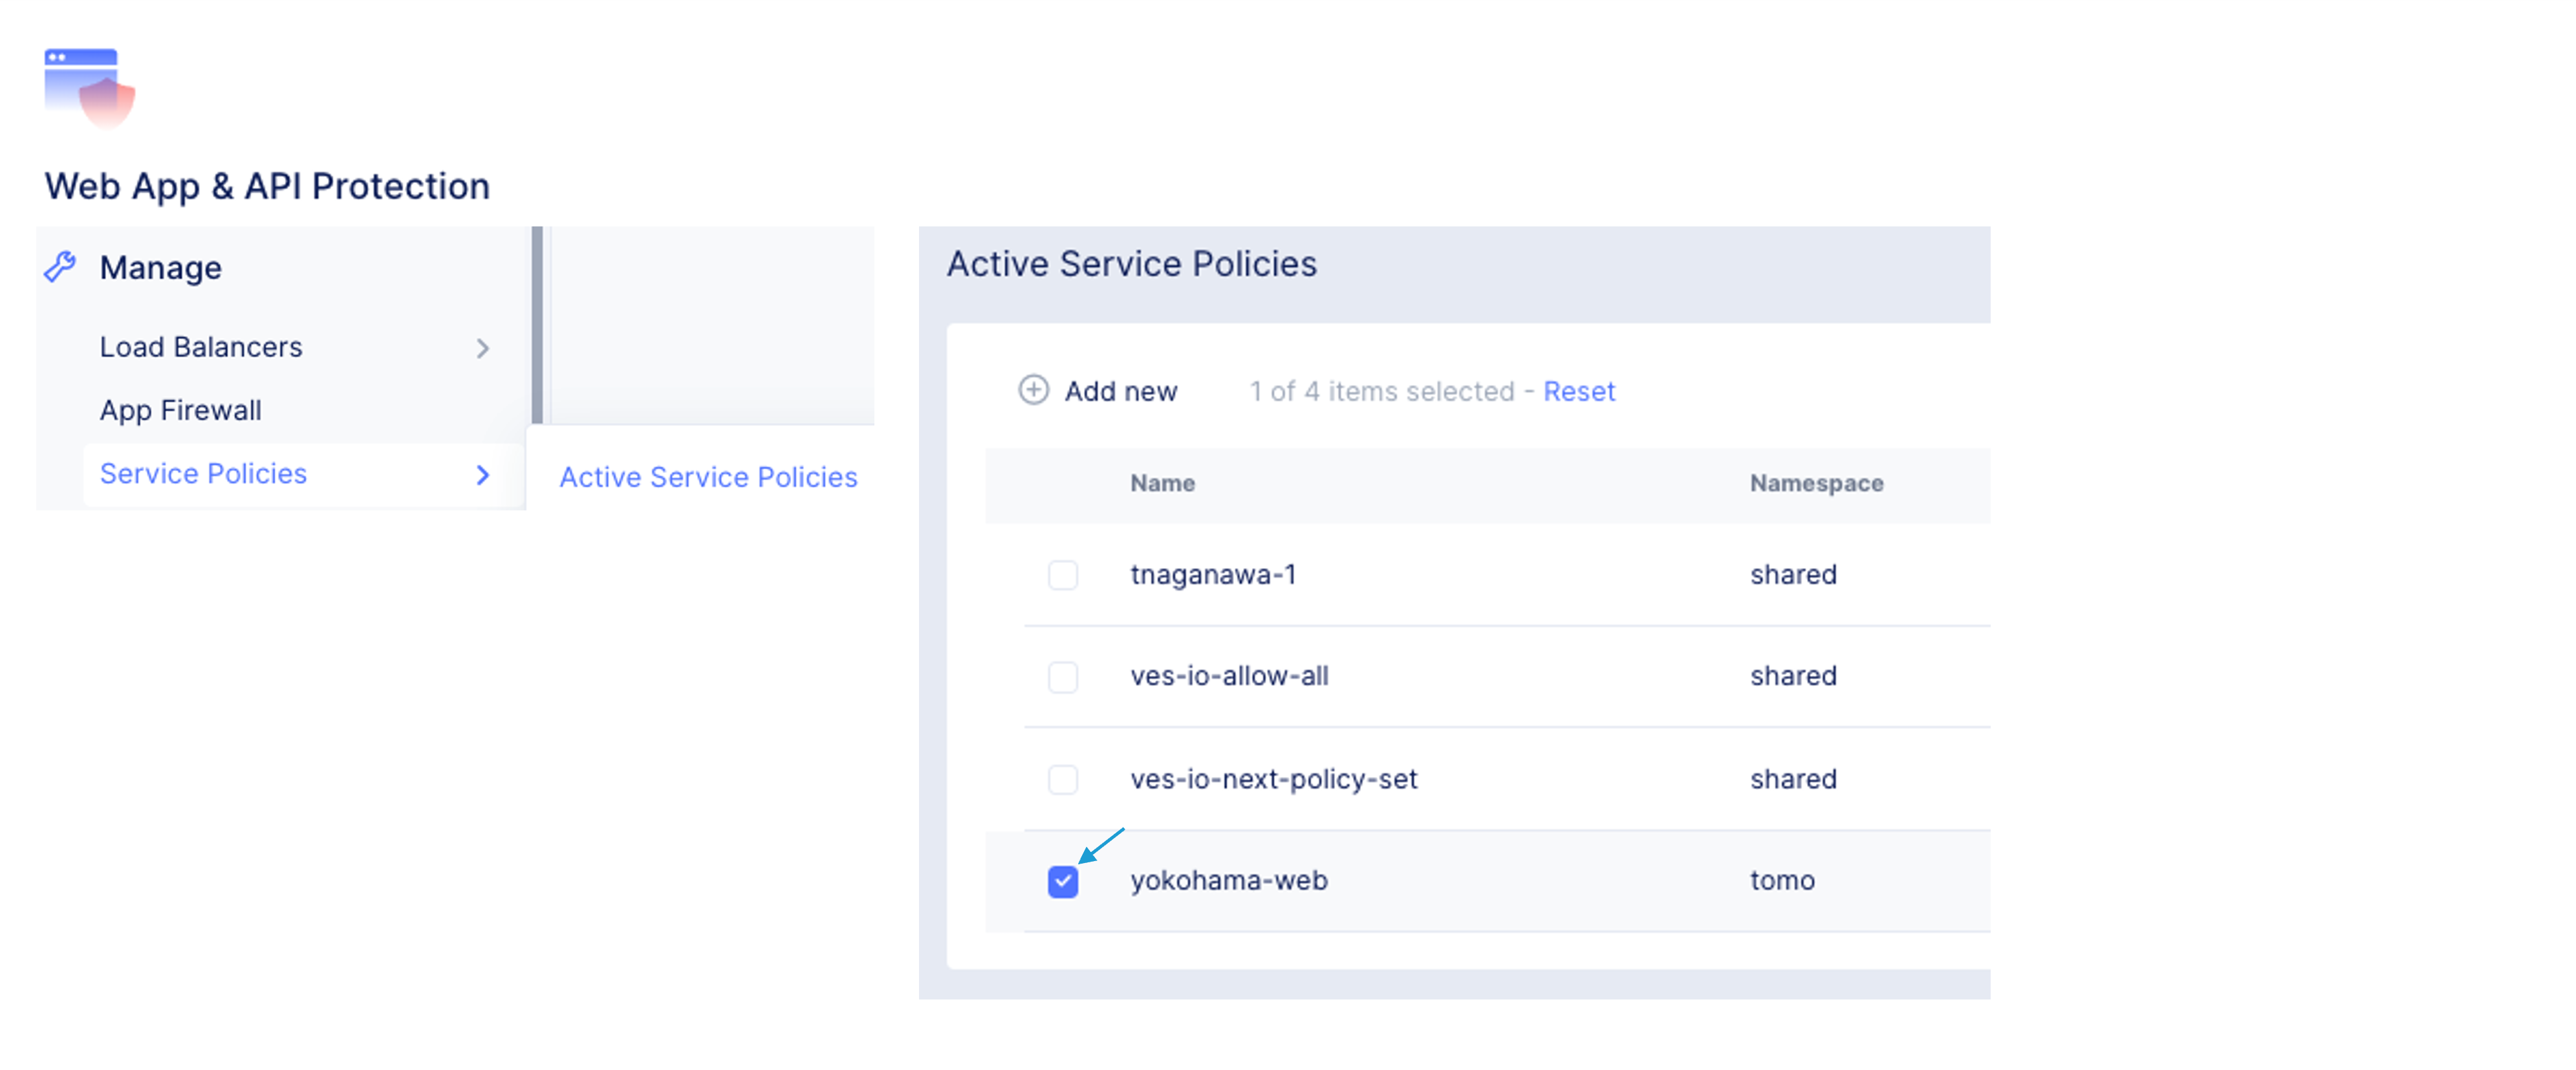 Web App & API Protection
Manage
Load Balancers
App Firewall
Service Policies
Active Service Policies
Active Service Policies
Add new 1 of 4 items selected - Reset
Name Namespace
tnaganawa-1 shared
ves-io-allow-all shared
ves-io-next-policy-set shared
yokohama-web tomo